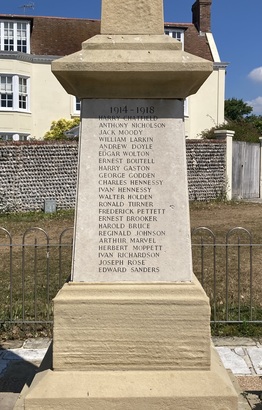 1914-1918
HARRY CHATFIELD
ANTHONY NICHOLSON
JACK MOODY
WILLIAM LARKIN
ANDREW DOYLE
EDGAR WOLTON
ERNEST BOUTELL
HARRY GASTON
GEORGE GODDEN
CHARLES HENNESSY
IVAN HENNESSY
WALTER HOLDEN
RONALD TURNER
FREDERICK PETTETT
ERNEST BROOKER
HAROLD BRUCE
REGINALD JOHNSON
ARTHUR MARVEL
HERBERT MUPPETT
IVAN RICHARDSON
JOSEPH ROSE
EDWARD SANDERS